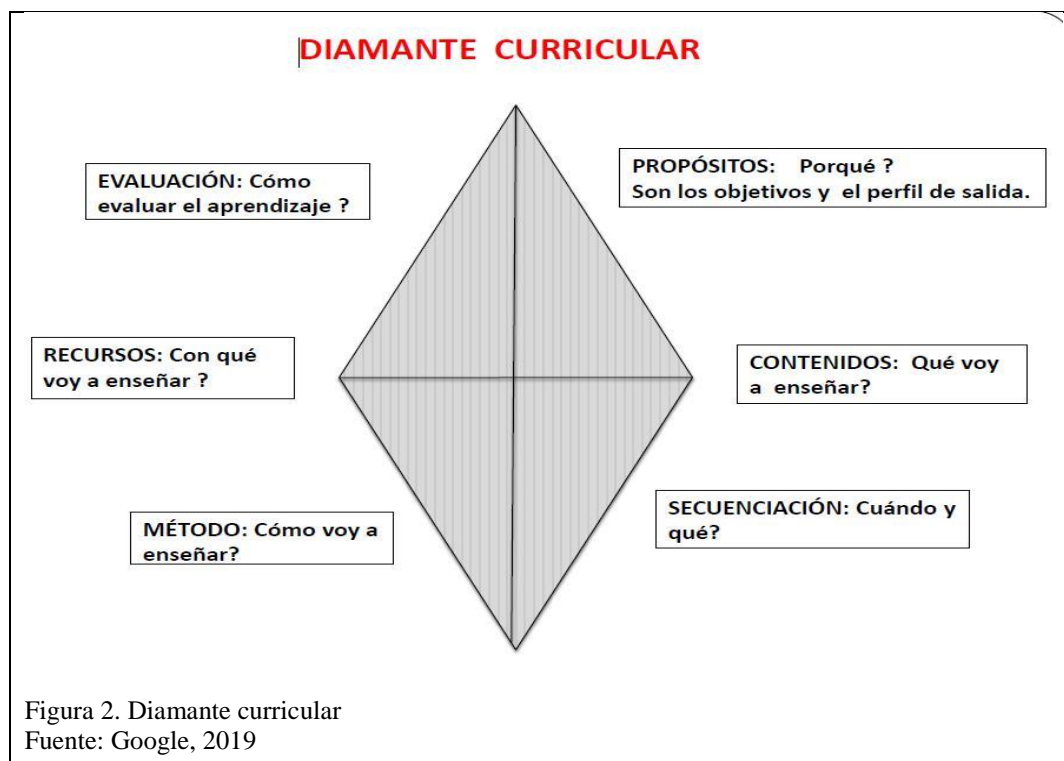 DIAMANTE CURRICULAR
EVALUACIÓN: Cómo
evaluar el aprendizaje ?
PROPÓSITOS: Porqué ?
Son los objetivos y el perfil de salida.
RECURSOS: Con qué
voy a enseñar ?
CONTENIDOS: Qué voy
a enseñar?
MÉTODO: Cómo voy a
enseñar?
SECUENCIACIÓN: Cuándo y
qué?
Figura 2. Diamante curricular
Fuente: Google, 2019